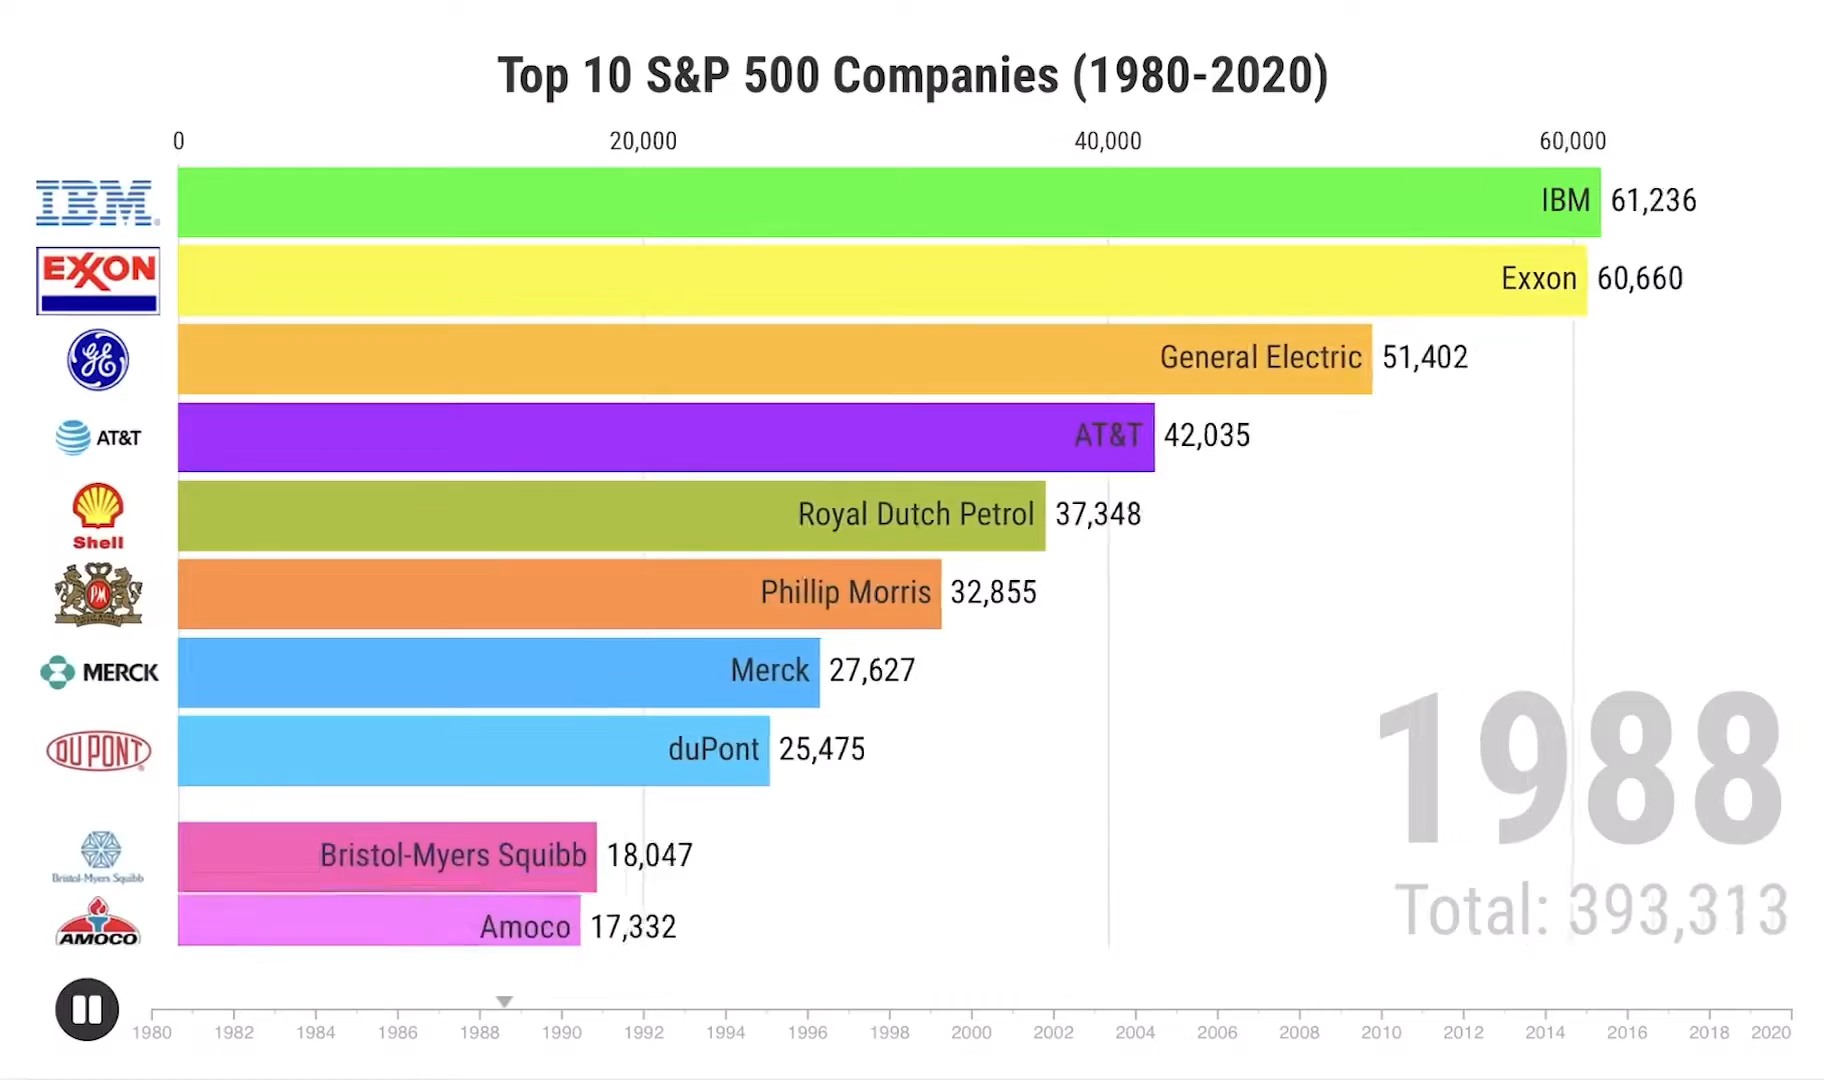 Top 10 S&P 500 Companies (1980-2020)
0 20,000 40,000 60,000
IBM IBM 61,236
EXXON Exxon 60,660
GE General Electric 51,402
AT&T AT&T 42,035
Shell Royal Dutch Petrol 37,348
PM Phillip Morris 32,855
MERCK Merck 27,627
DU PONT duPont 25,475
Bristol-Myers Squibb Bristol-Myers Squibb 18,047
AMOCO Amoco 17,332
1988
Total: 393,313
1980 1982 1984 1986 1988 1990 1992 1994 1996 1998 2000 2002 2004 2006 2008 2010 2012 2014 2016 2018 2020